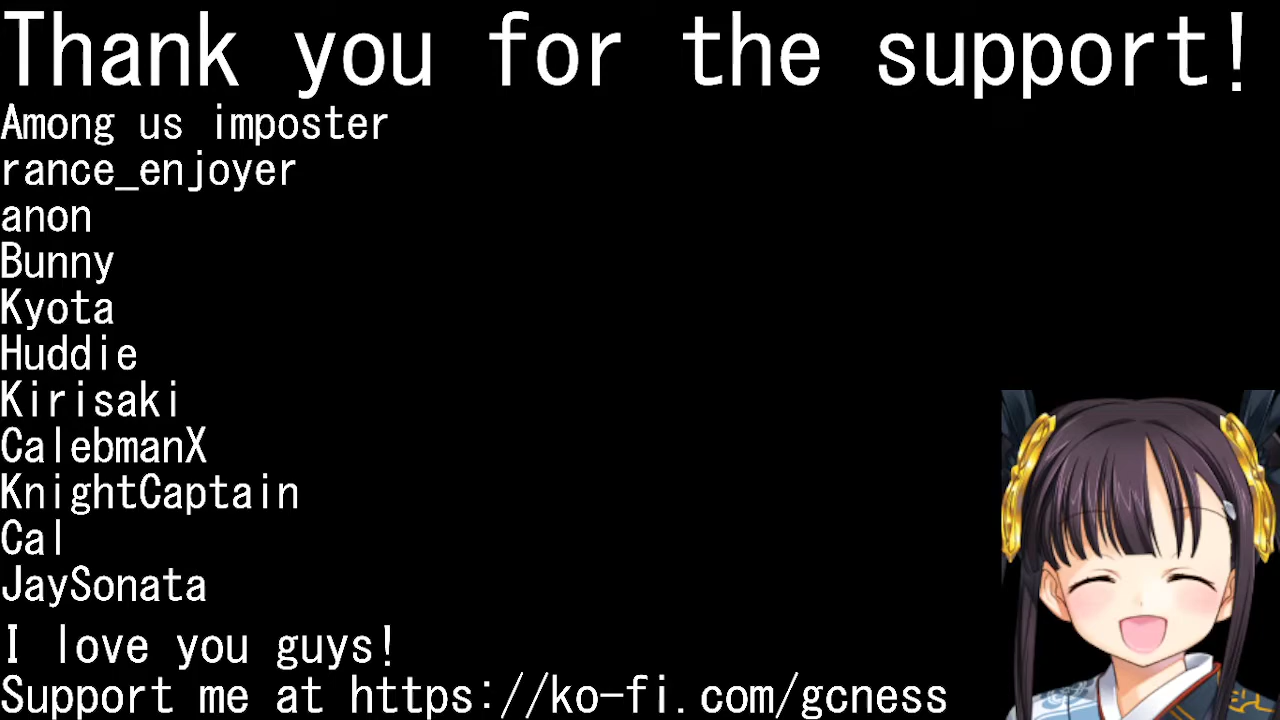 Thank you for the support!
Among us imposter
rance_enjoyer
anon
Bunny
Kyota
Huddie
Kirisaki
CalebmanX
KnightCaptain
Cal
JaySonata
I love you guys!
Support me at https://ko-fi.com/gcness